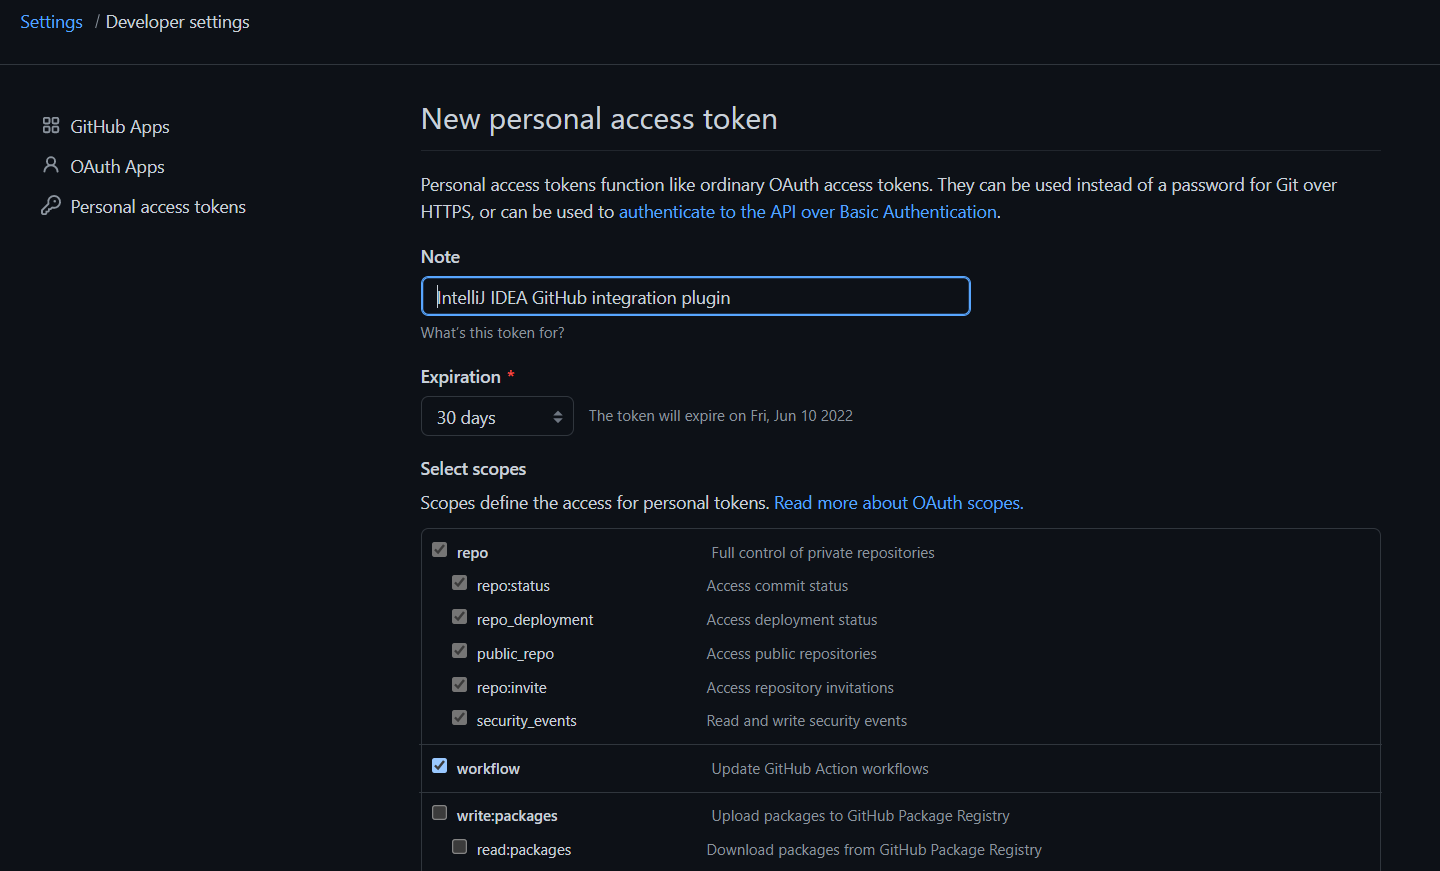 Settings / Developer settings
GitHub Apps
OAuth Apps
Personal access tokens
New personal access token
Personal access tokens function like ordinary OAuth access tokens. They can be used instead of a password for Git over
HTTPS, or can be used to authenticate to the API over Basic Authentication.
Note
IntelliJ IDEA GitHub integration plugin
What's this token for?
Expiration *
30 days The token will expire on Fri, Jun 10 2022
Select scopes
Scopes define the access for personal tokens. Read more about OAuth scopes.
repo Full control of private repositories
repo:status Access commit status
repo_deployment Access deployment status
public_repo Access public repositories
repo:invite Access repository invitations
security_events Read and write security events
workflow Update GitHub Action workflows
write:packages Upload packages to GitHub Package Registry
read:packages Download packages from GitHub Package Registry